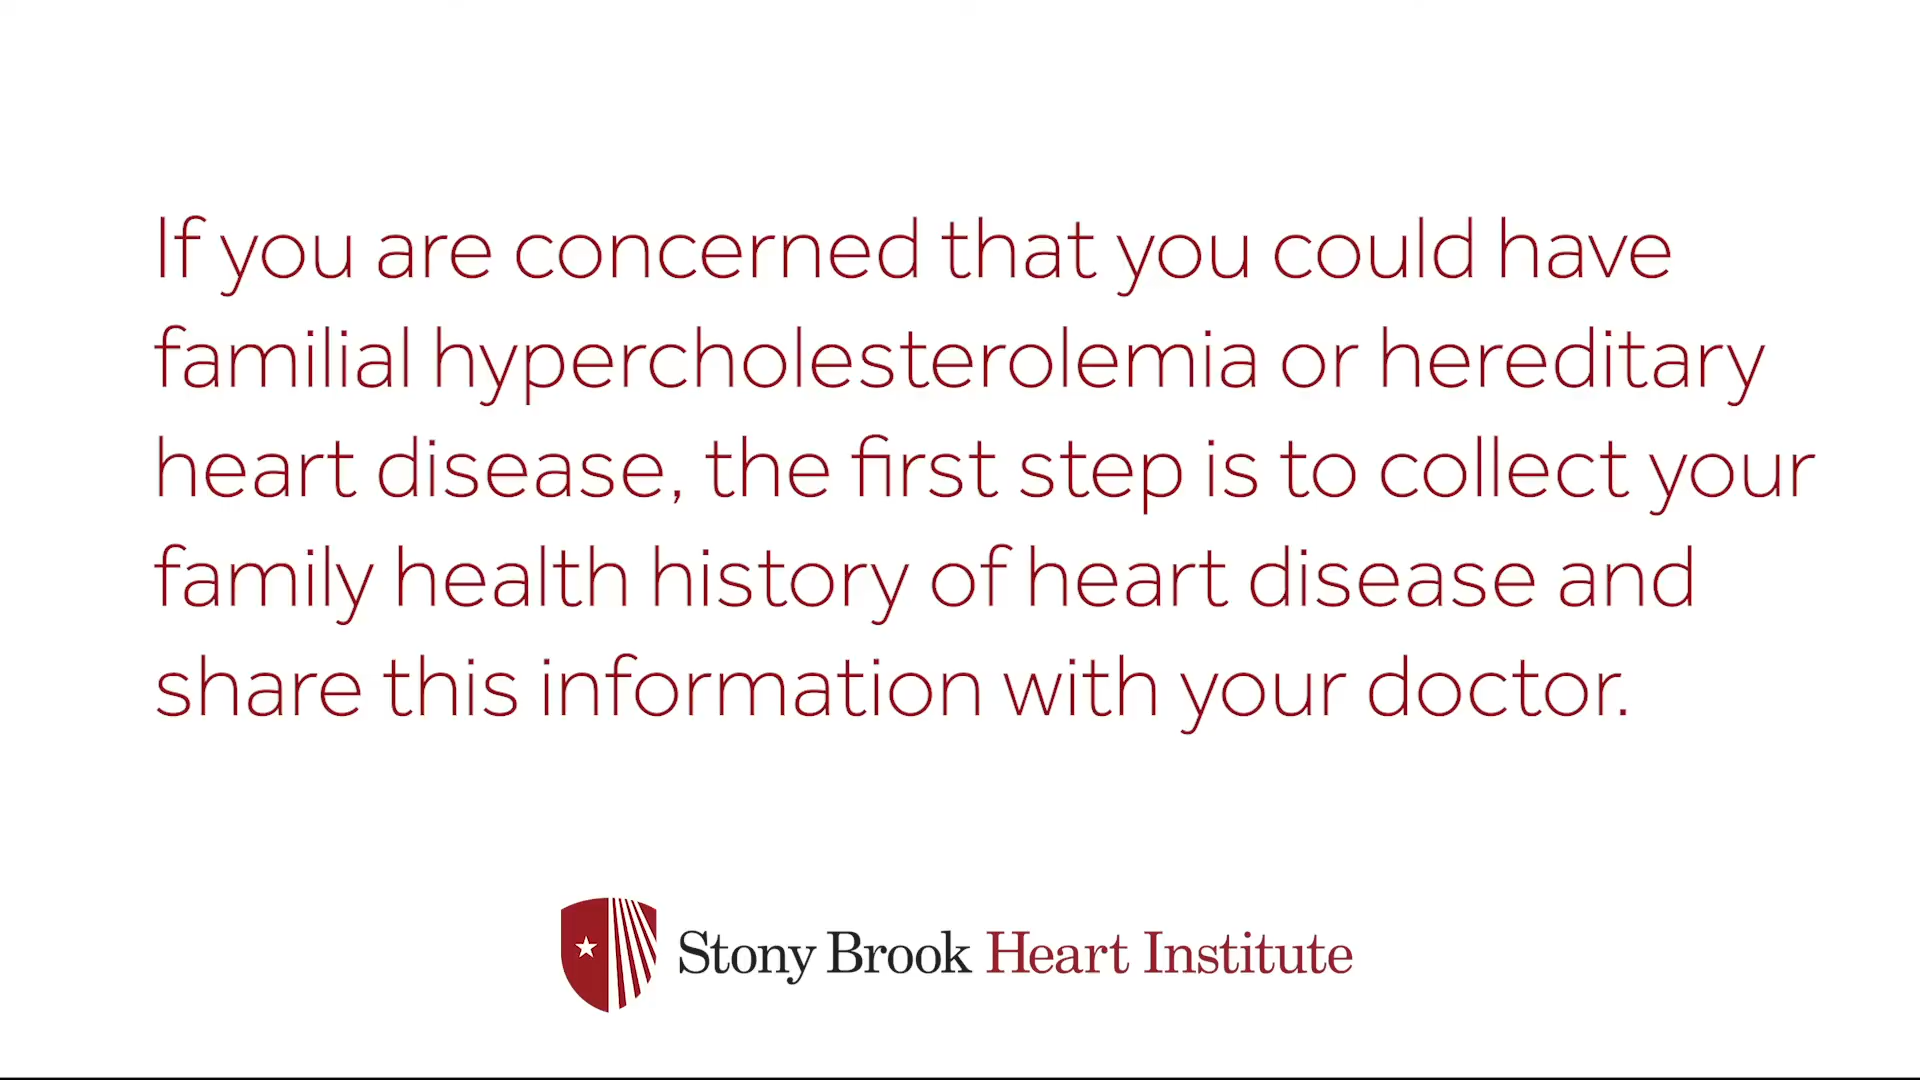 If you are concerned that you could have
familial hypercholesterolemia or hereditary
heart disease, the first step is to collect your
family health history of heart disease and
share this information with your doctor.
Stony Brook Heart Institute